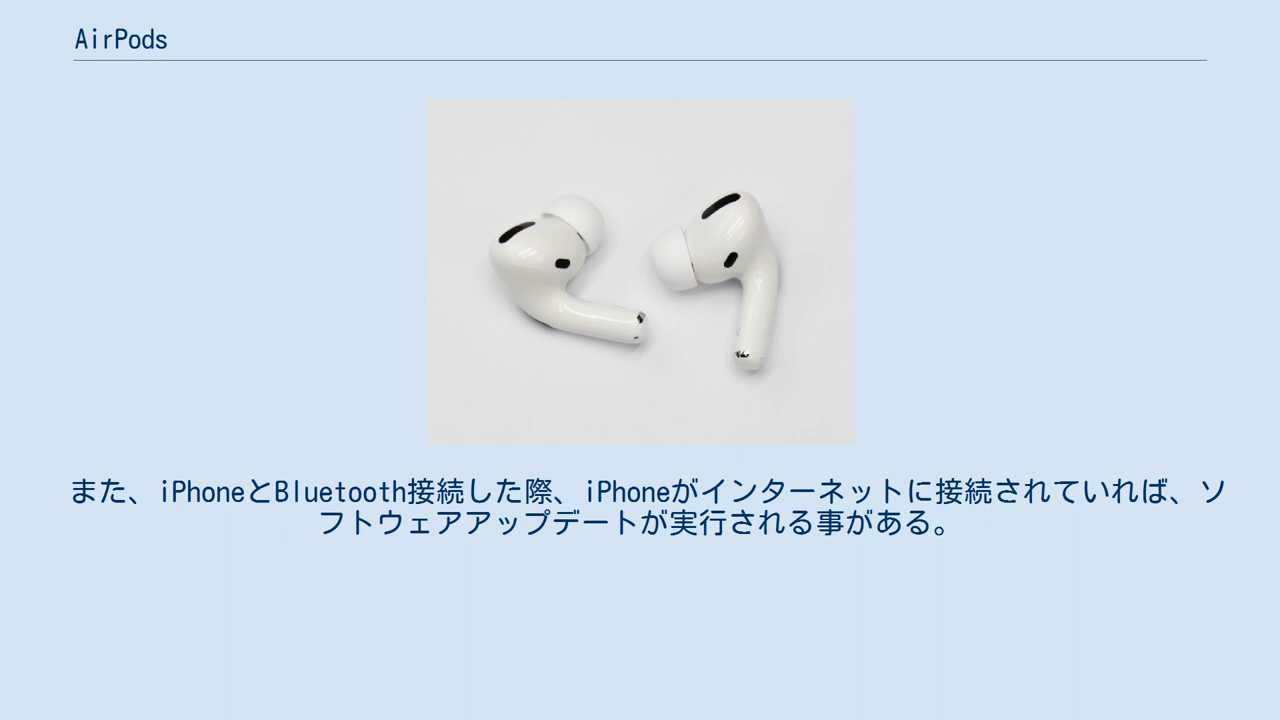 AirPods
また、iPhoneとBluetooth接続した際、iPhoneがインターネットに接続されていれば、ソ
フトウェアアップデートが実行される事がある。